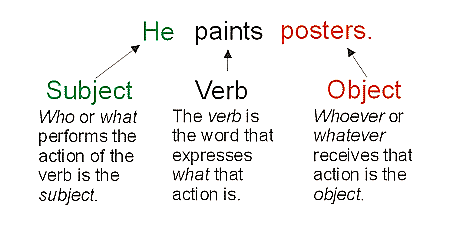 He paints posters.
Subject Verb Object
Who or what The verb is Whoever or
performs the the word that whatever
action of the expresses receives that
verb is the what that action is the
subject. action is. object.